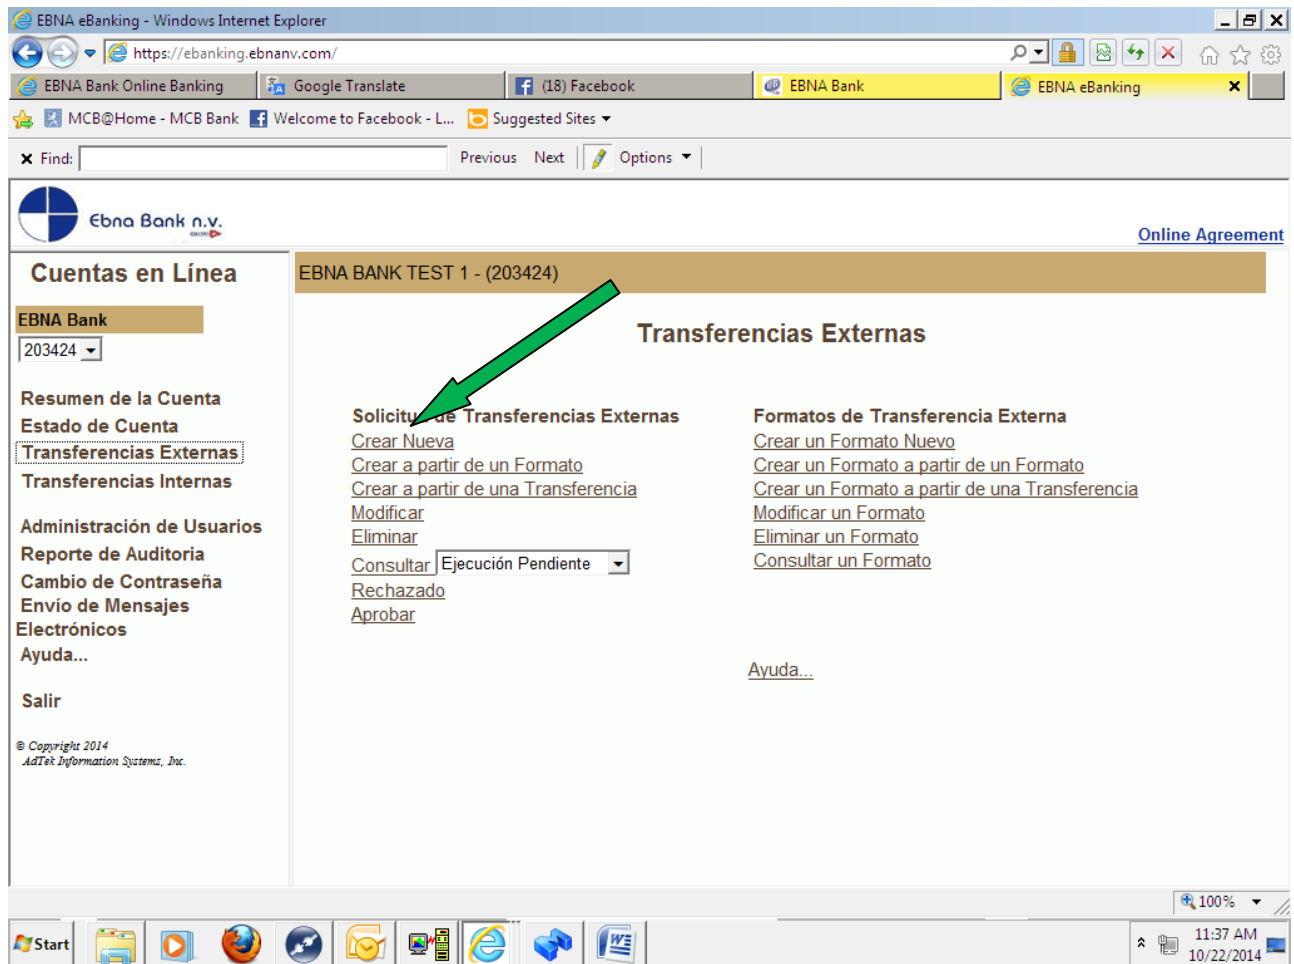 EBNA eBanking - Windows Internet Explorer
https://ebanking.ebnanv.com/
EBNA Bank Online Banking
Google Translate
(18) Facebook
EBNA Bank
EBNA eBanking
MCB@Home - MCB Bank
Welcome to Facebook - L...
Suggested Sites
Find:
Previous Next Options
Ebna Bank n.v.
Online Agreement
Cuentas en Línea
EBNA Bank
203424
Resumen de la Cuenta
Estado de Cuenta
Transferencias Externas
Transferencias Internas
Administración de Usuarios
Reporte de Auditoria
Cambio de Contraseña
Envío de Mensajes
Electrónicos
Ayuda...
Salir
© Copyright 2014
AdTek Information Systems, Inc.
EBNA BANK TEST 1 - (203424)
Transferencias Externas
Solicitud de Transferencias Externas
Crear Nueva
Crear a partir de un Formato
Crear a partir de una Transferencia
Modificar
Eliminar
Consultar Ejecución Pendiente
Rechazado
Aprobar
Formatos de Transferencia Externa
Crear un Formato Nuevo
Crear un Formato a partir de un Formato
Crear un Formato a partir de una Transferencia
Modificar un Formato
Eliminar un Formato
Consultar un Formato
Ayuda...
100%
Start
11:37 AM
10/22/2014